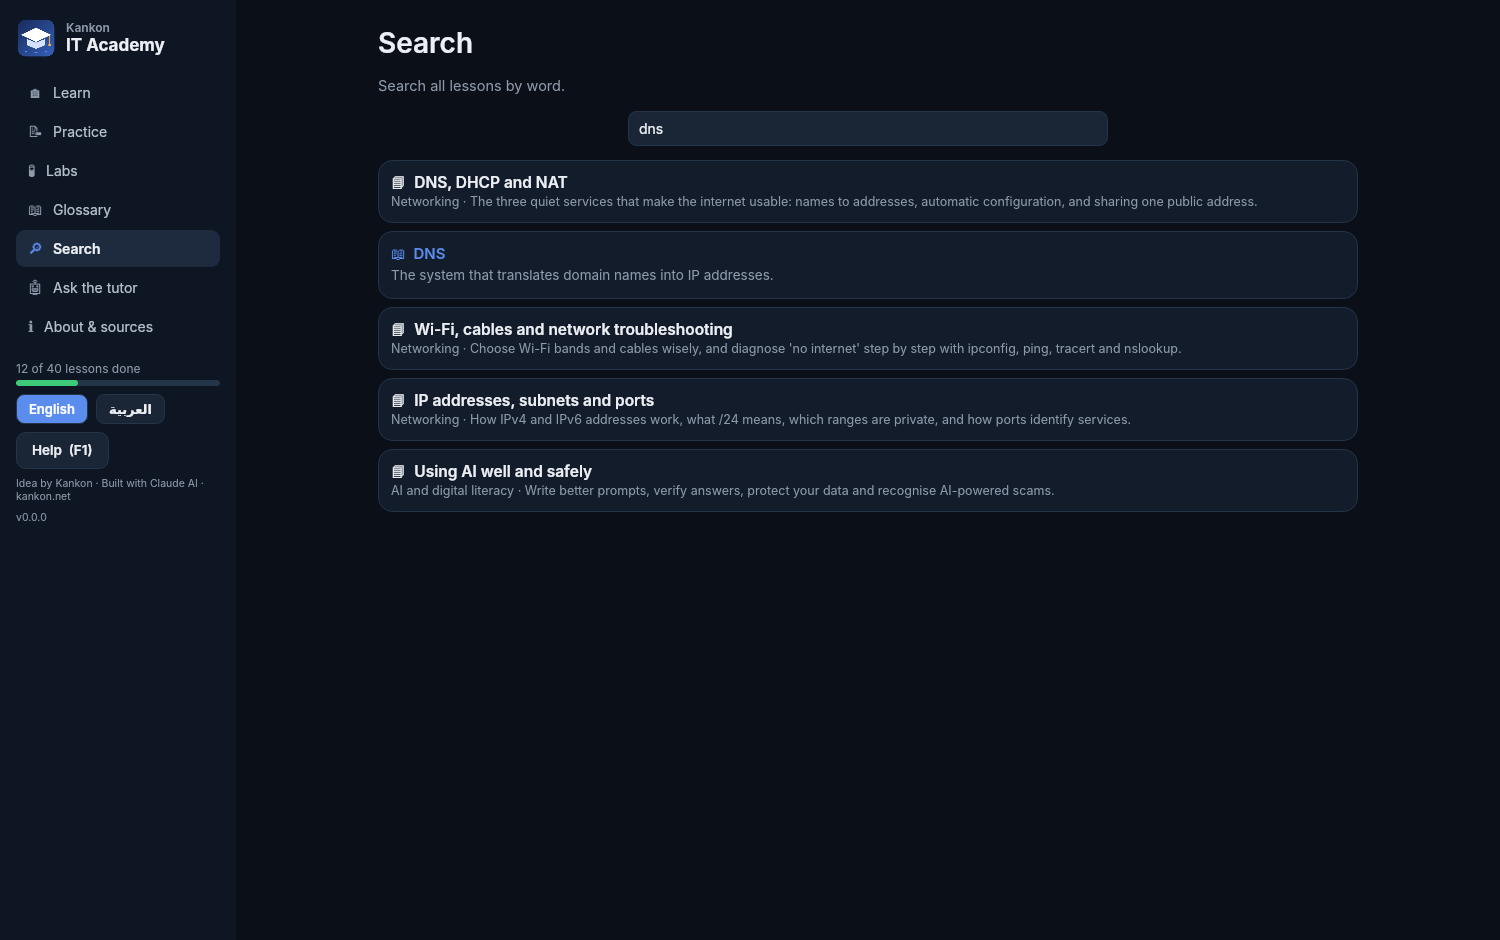 Kankon
IT Academy
Learn
Practice
Labs
Glossary
Search
Ask the tutor
About & sources
12 of 40 lessons done
English
العربية
Help (F1)
Idea by Kankon · Built with Claude AI ·
kankon.net
v0.0.0
Search
Search all lessons by word.
dns
DNS, DHCP and NAT
Networking · The three quiet services that make the internet usable: names to addresses, automatic configuration, and sharing one public address.
DNS
The system that translates domain names into IP addresses.
Wi-Fi, cables and network troubleshooting
Networking · Choose Wi-Fi bands and cables wisely, and diagnose 'no internet' step by step with ipconfig, ping, tracert and nslookup.
IP addresses, subnets and ports
Networking · How IPv4 and IPv6 addresses work, what /24 means, which ranges are private, and how ports identify services.
Using AI well and safely
AI and digital literacy · Write better prompts, verify answers, protect your data and recognise AI-powered scams.